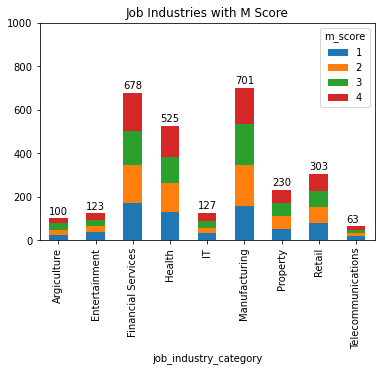 Job Industries with M Score
1000
800
600
400
200
0
m_score
1
2
3
4
100
123
678
525
127
701
230
303
63
Argiculture
Entertainment
Financial Services
Health
IT
Manufacturing
Property
Retail
Telecommunications
job_industry_category